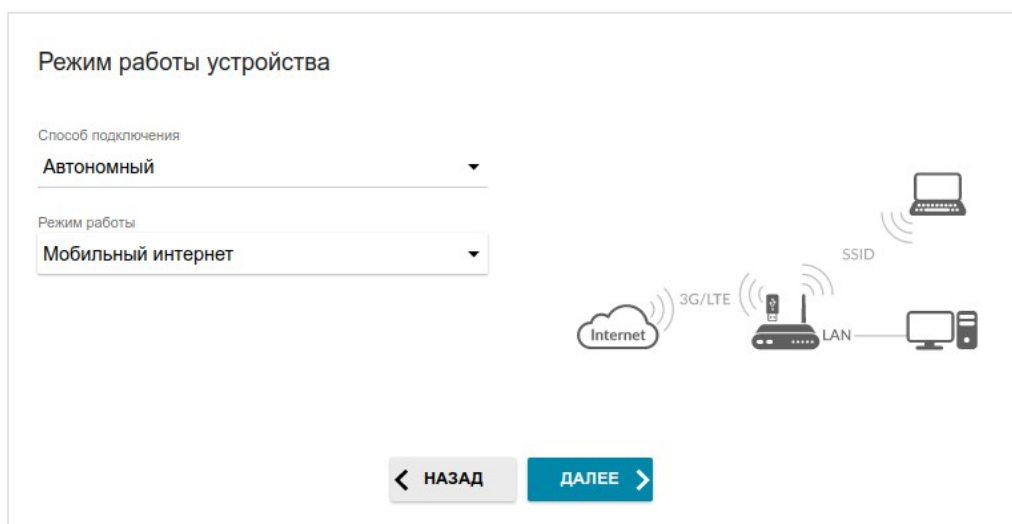 Режим работы устройства
Способ подключения
Автономный
Режим работы
Мобильный интернет
SSID
3G/LTE
Internet
LAN
НАЗАД
ДАЛЕЕ